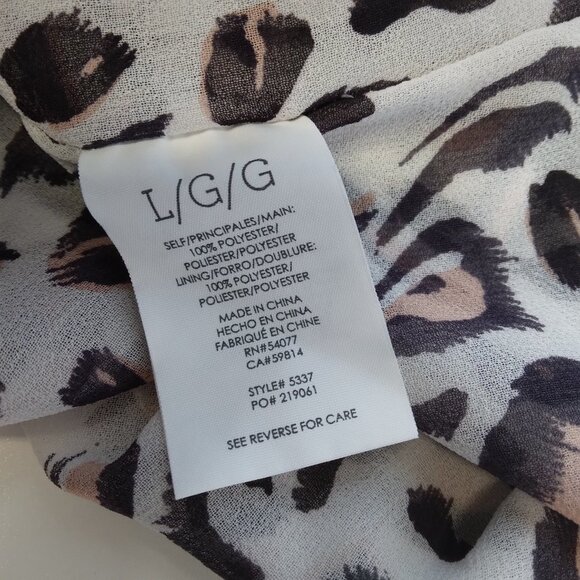 L/G/G
SELF/PRINCIPALES/MAIN:
100% POLYESTER/
POLIESTER/POLYESTER
LINING/FORRO/DOUBLURE:
100% POLYESTER/
POLIESTER/POLYESTER
MADE IN CHINA
HECHO EN CHINA
FABRIQUÉ EN CHINE
RN#54077
CA#59814
STYLE# 5337
PO# 219061
SEE REVERSE FOR CARE